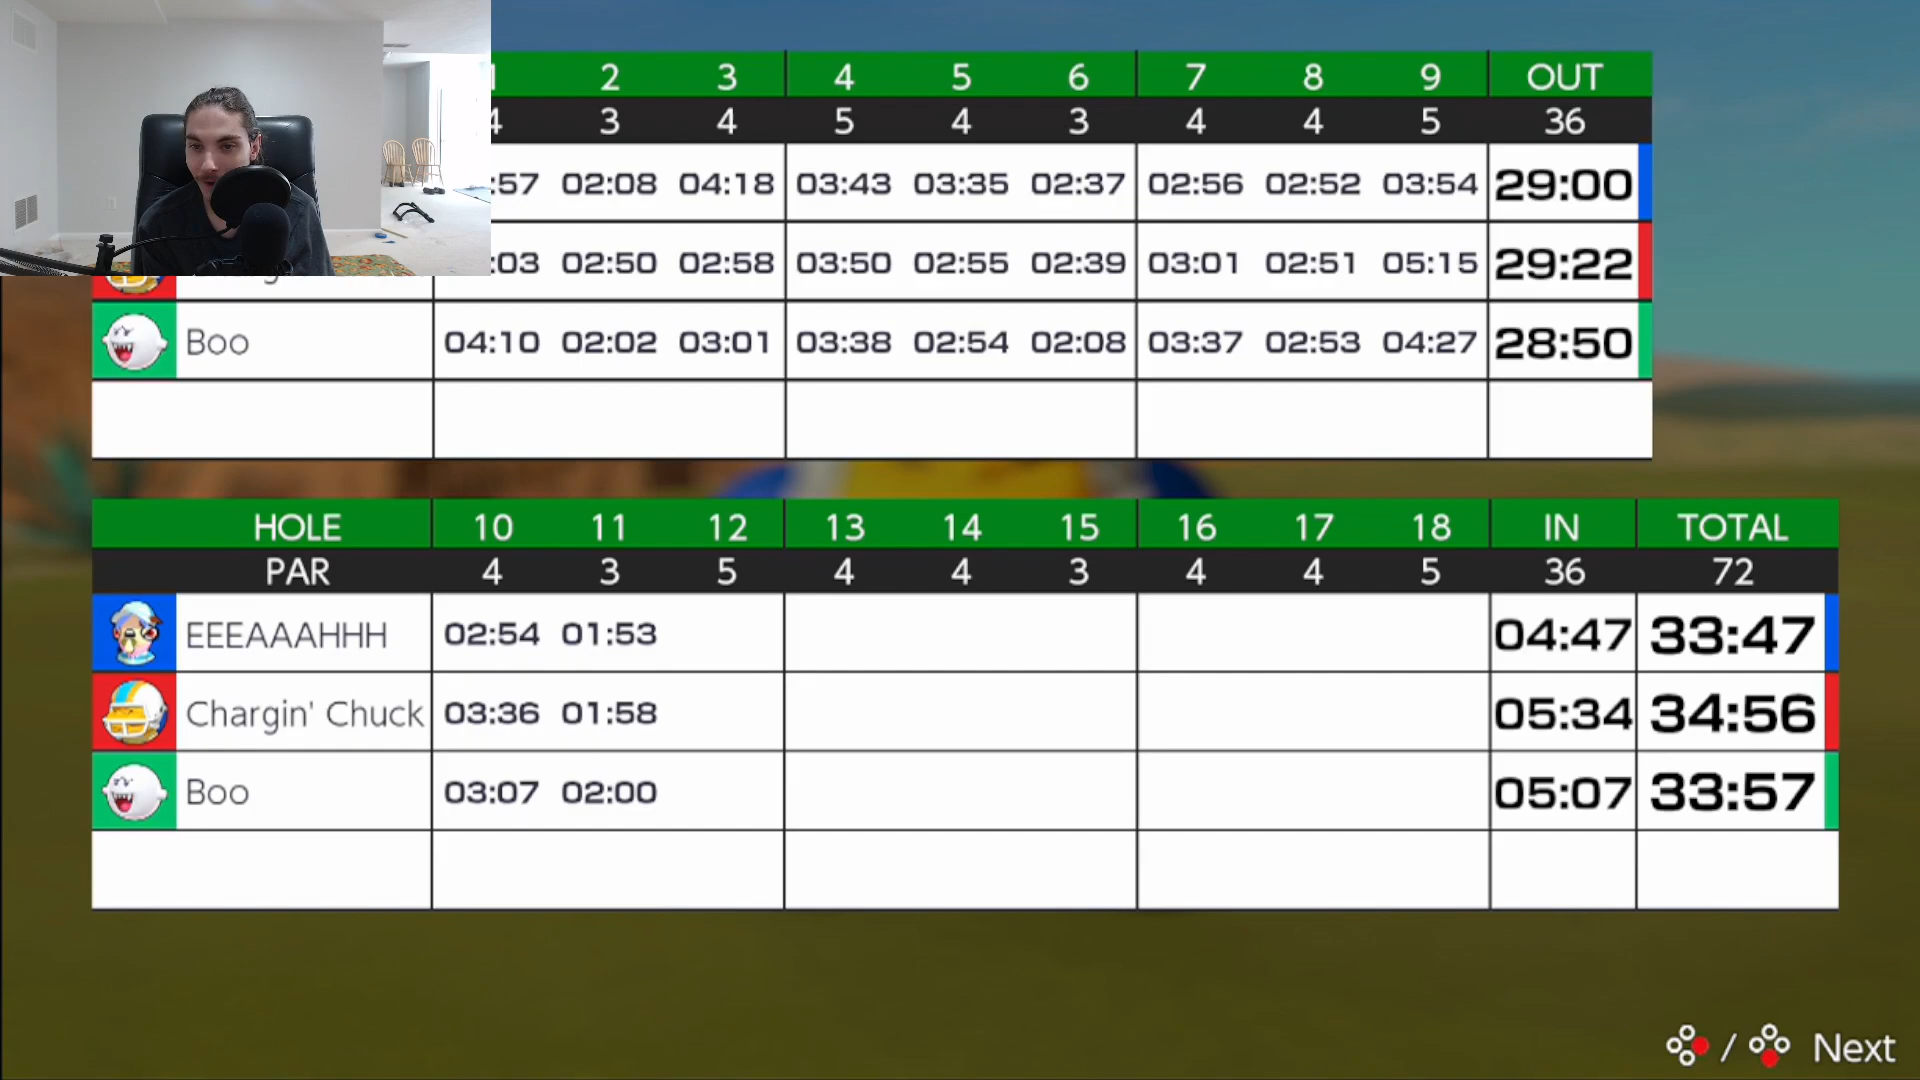 2 3 4 5 6 7 8 9 OUT
3 4 5 4 3 4 4 5 36
:57 02:08 04:18 03:43 03:35 02:37 02:56 02:52 03:54 29:00
:03 02:50 02:58 03:50 02:55 02:39 03:01 02:51 05:15 29:22
Boo 04:10 02:02 03:01 03:38 02:54 02:08 03:37 02:53 04:27 28:50
HOLE 10 11 12 13 14 15 16 17 18 IN TOTAL
PAR 4 3 5 4 4 3 4 4 5 36 72
EEEAAAHHH 02:54 01:53 04:47 33:47
Chargin' Chuck 03:36 01:58 05:34 34:56
Boo 03:07 02:00 05:07 33:57
/ Next